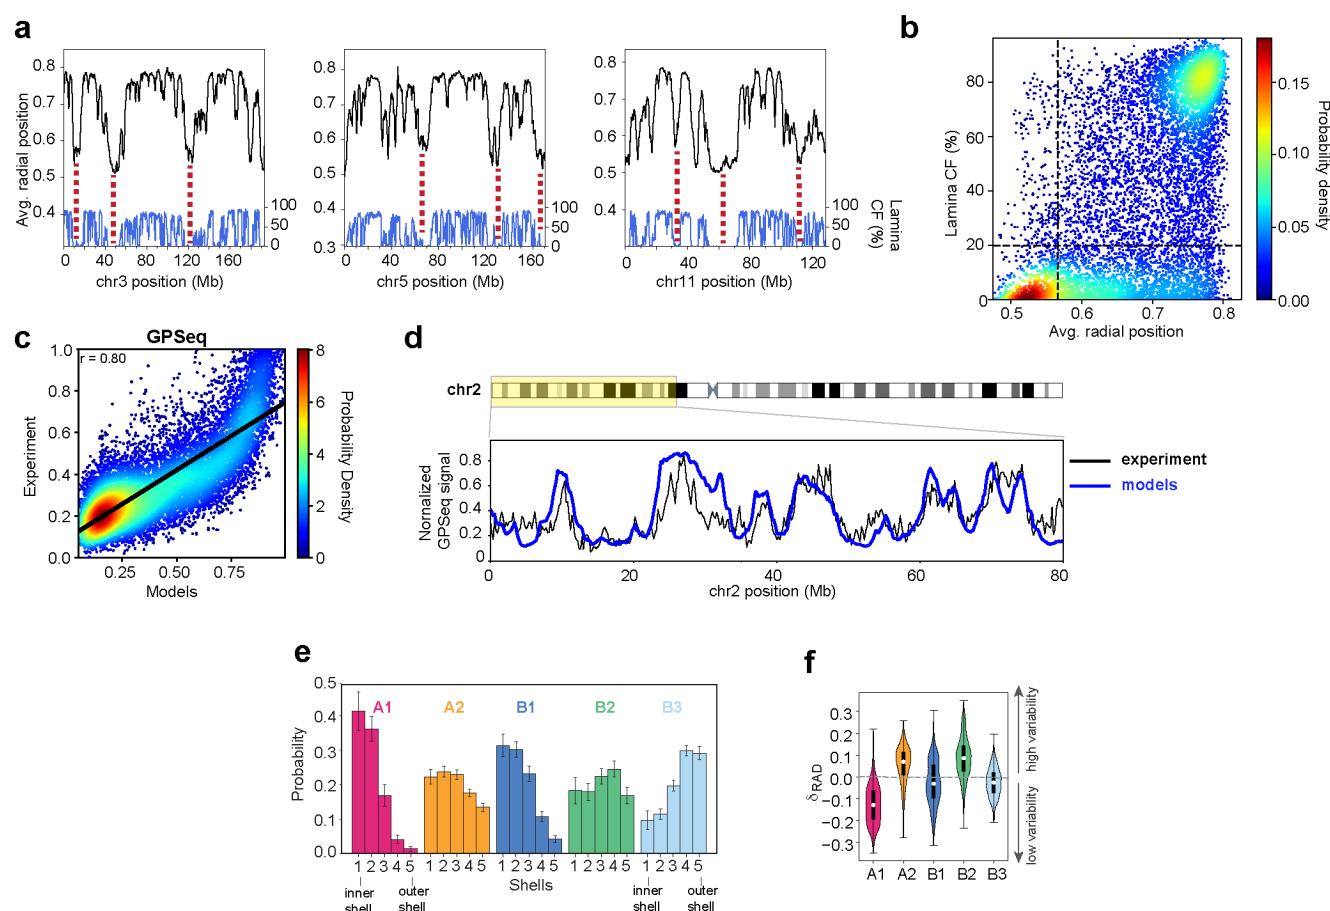 a
Avg. radial position
0.8
0.7
0.6
0.5
0.4
100
50
0
0 40 80 120 160
chr3 position (Mb)
0.8
0.7
0.6
0.5
0.4
0.3
100
50
0
0 40 80 120 160
chr5 position (Mb)
0.8
0.7
0.6
0.5
0.4
100
50
0
Lamina
CF (%)
0 40 80 120
chr11 position (Mb)
b
Lamina CF (%)
80
60
40
20
0
0.5 0.6 0.7 0.8
Avg. radial position
0.15
0.10
0.05
0.00
Probability density
c
GPSeq
r = 0.80
Experiment
1.0
0.8
0.6
0.4
0.2
0.0
0.25 0.50 0.75
Models
8
6
4
2
0
Probability Density
d
chr2
Normalized
GPSeq signal
0.8
0.6
0.4
0.2
0
0 20 40 60 80
chr2 position (Mb)
experiment
models
e
Probability
0.5
0.4
0.3
0.2
0.1
0.0
A1 A2 B1 B2 B3
1 2 3 4 5 1 2 3 4 5 1 2 3 4 5 1 2 3 4 5 1 2 3 4 5
Shells
inner
shell
outer
shell
inner
shell
outer
shell
f
δRAD
0.3
0.2
0.1
0.0
−0.1
−0.2
−0.3
A1 A2 B1 B2 B3
high variability
low variability